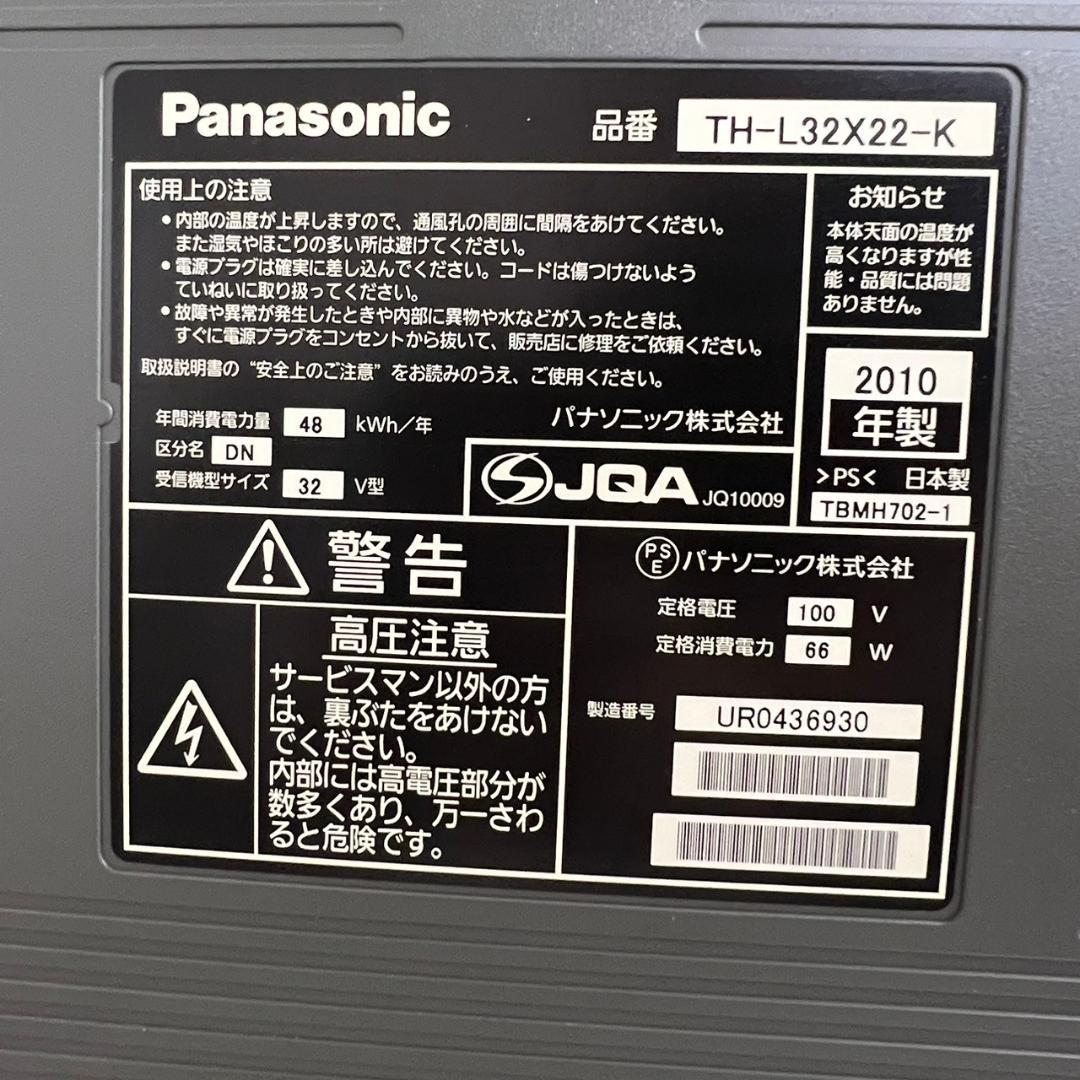 Panasonic
品番 TH-L32X22-K
使用上の注意
•内部の温度が上昇しますので、通風孔の周囲に間隔をあけてください。
また湿気やほこりの多い所は避けてください。
•電源プラグは確実に差し込んでください。コードは傷つけないよう
ていねいに取り扱ってください。
•故障や異常が発生したときや内部に異物や水などが入ったときは、
すぐに電源プラグをコンセントから抜いて、販売店に修理をご依頼ください。
取扱説明書の“安全上のご注意”をお読みのうえ、ご使用ください。
年間消費電力量 48 kWh/年
区分名 DN
受信機型サイズ 32 V型
パナソニック株式会社
JQA JQ10009
お知らせ
本体天面の温度が
高くなりますが性
能・品質には問題
ありません。
2010
年製
>PS< 日本製
TBMH702-1
警告
高圧注意
サービスマン以外の方
は、裏ぶたをあけない
でください。
内部には高電圧部分が
数多くあり、万一さわ
ると危険です。
PSE パナソニック株式会社
定格電圧 100 V
定格消費電力 66 W
製造番号 UR0436930